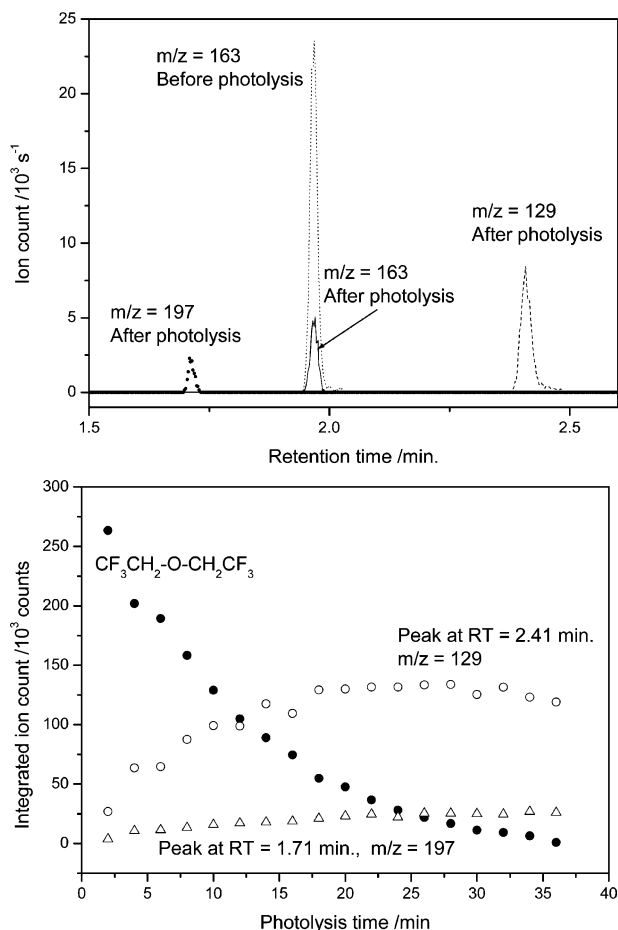 25
20
15
10
5
0
Ion count /10³ s⁻¹
m/z = 163
Before photolysis
m/z = 129
After photolysis
m/z = 163
After photolysis
m/z = 197
After photolysis
1.5 2.0 2.5
Retention time /min.
300
250
200
150
100
50
0
Integrated ion count /10³ counts
CF₃CH₂-O-CH₂CF₃
Peak at RT = 2.41 min.
m/z = 129
Peak at RT = 1.71 min., m/z = 197
0 5 10 15 20 25 30 35 40
Photolysis time /min